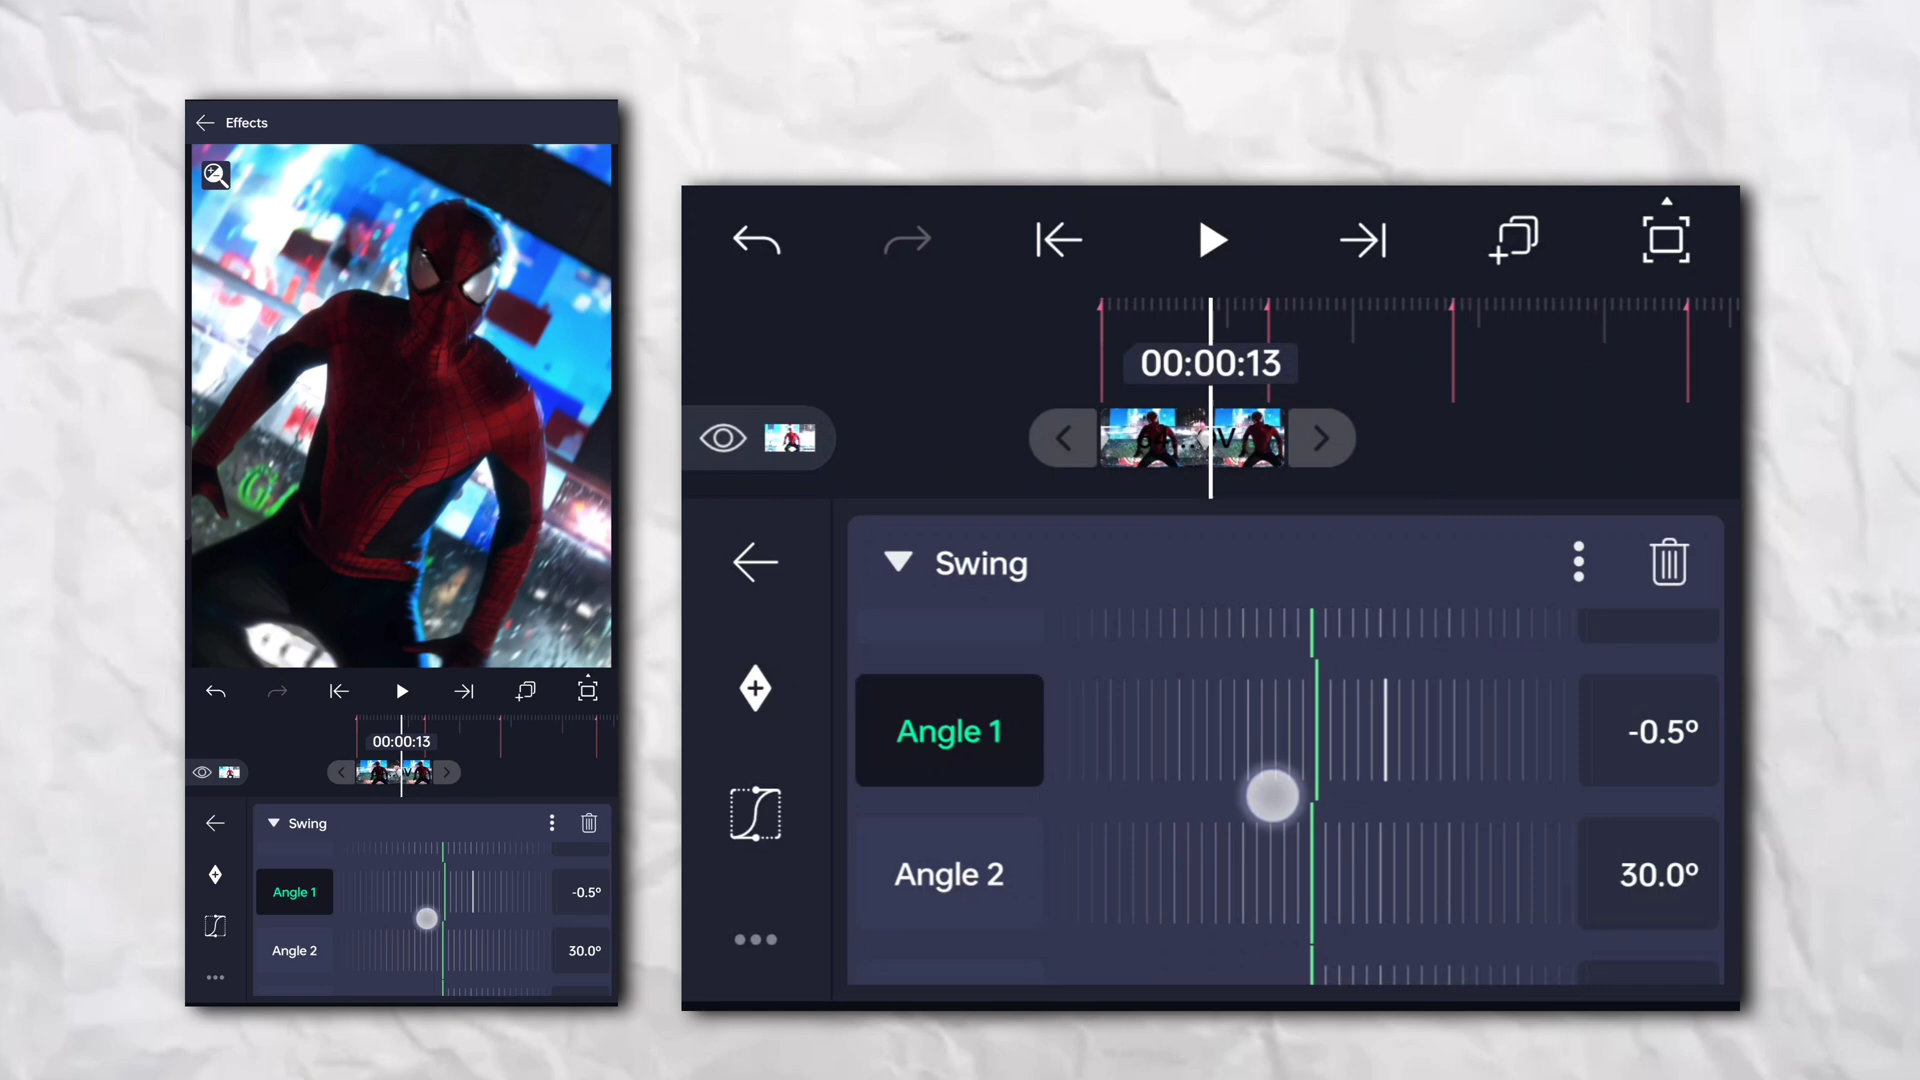 Effects
00:00:13
Swing
Angle 1
-0.5°
Angle 2
30.0°
00:00:13
Swing
Angle 1
-0.5°
Angle 2
30.0°